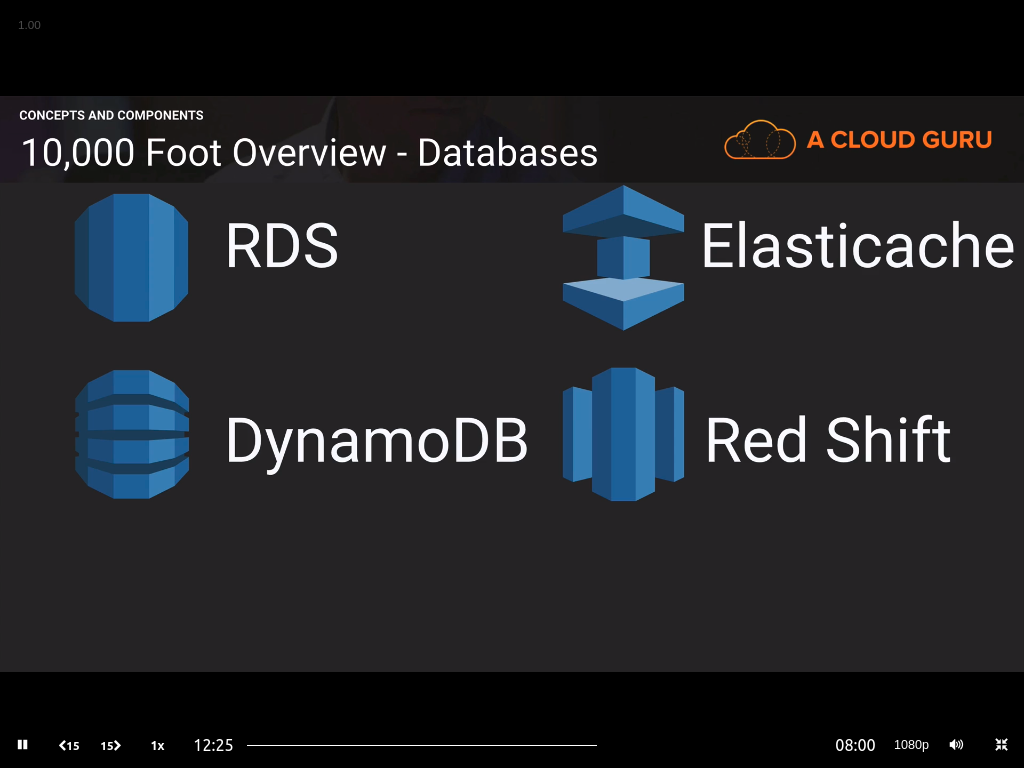 1.00
CONCEPTS AND COMPONENTS
10,000 Foot Overview - Databases
A CLOUD GURU
RDS
Elasticache
DynamoDB
Red Shift
15 15 1x 12:25 08:00 1080p